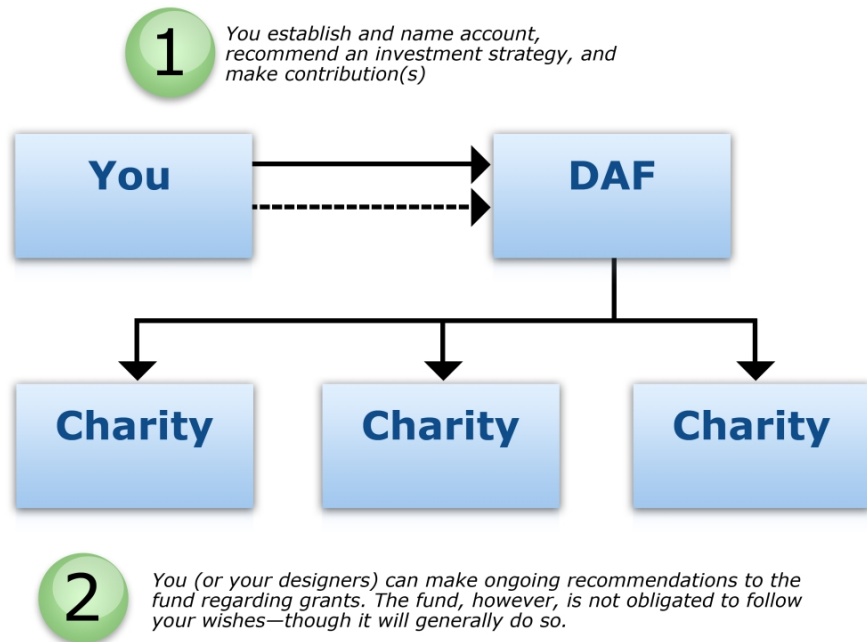 1
You establish and name account,
recommend an investment strategy, and
make contribution(s)
You
DAF
Charity
Charity
Charity
2
You (or your designers) can make ongoing recommendations to the
fund regarding grants. The fund, however, is not obligated to follow
your wishes—though it will generally do so.